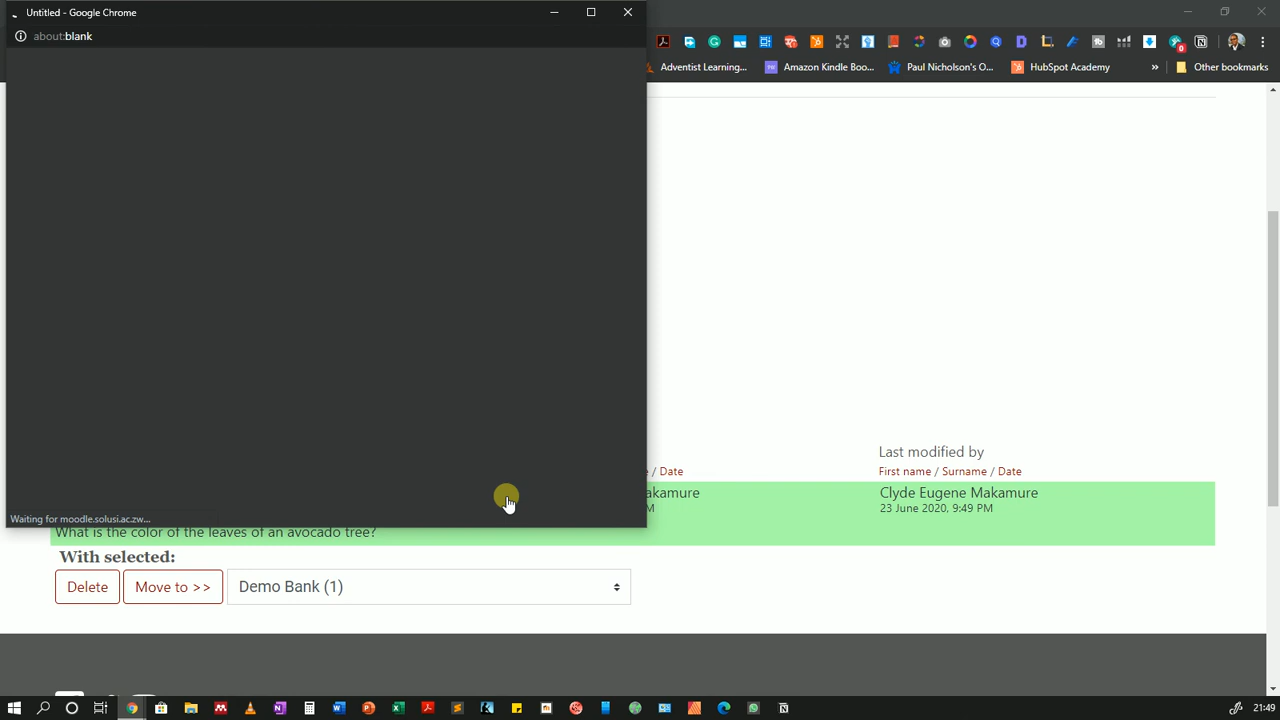 Untitled - Google Chrome
about:blank
Adventist Learning...
Amazon Kindle Boo...
Paul Nicholson's O...
HubSpot Academy
»
Other bookmarks
Last modified by
/ Date
First name / Surname / Date
akamure
Clyde Eugene Makamure
M
23 June 2020, 9:49 PM
Waiting for moodle.solusi.ac.zw...
What is the color of the leaves of an avocado tree?
With selected:
Delete
Move to >>
Demo Bank (1)
21:49